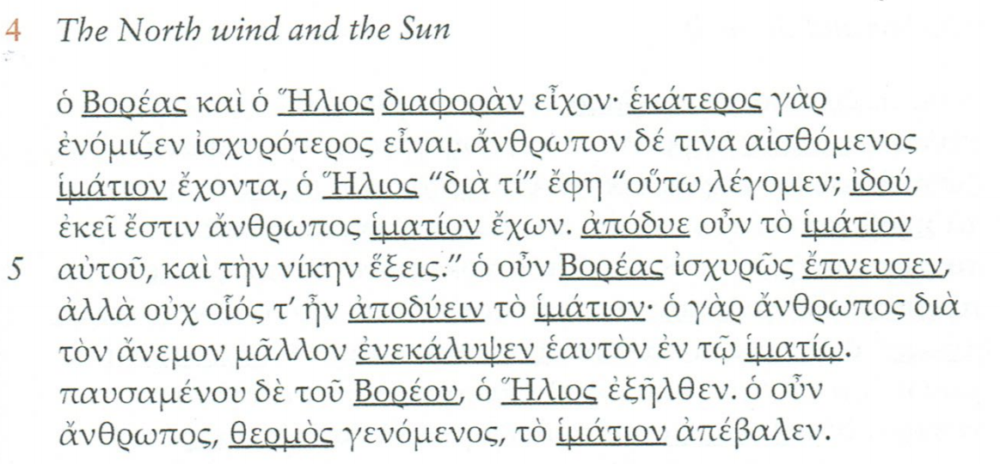 4 The North wind and the Sun
ὁ Βορέας καὶ ὁ Ἥλιος διαφορὰν εἶχον· ἑκάτερος γὰρ
ἐνόμιζεν ἰσχυρότερος εἶναι. ἄνθρωπον δέ τινα αἰσθόμενος
ἱμάτιον ἔχοντα, ὁ Ἥλιος “διὰ τί” ἔφη “οὕτω λέγομεν; ἰδού,
ἐκεῖ ἔστιν ἄνθρωπος ἱματίον ἔχων. ἀπόδυε οὖν τὸ ἱμάτιον
5 αὐτοῦ, καὶ τὴν νίκην ἕξεις.” ὁ οὖν Βορέας ἰσχυρῶς ἔπνευσεν,
ἀλλὰ οὐχ οἷός τ’ ἦν ἀποδύειν τὸ ἱμάτιον· ὁ γὰρ ἄνθρωπος διὰ
τὸν ἄνεμον μᾶλλον ἐνεκάλυψεν ἑαυτὸν ἐν τῷ ἱματίῳ.
παυσαμένου δὲ τοῦ Βορέου, ὁ Ἥλιος ἐξῆλθεν. ὁ οὖν
ἄνθρωπος, θερμὸς γενόμενος, τὸ ἱμάτιον ἀπέβαλεν.